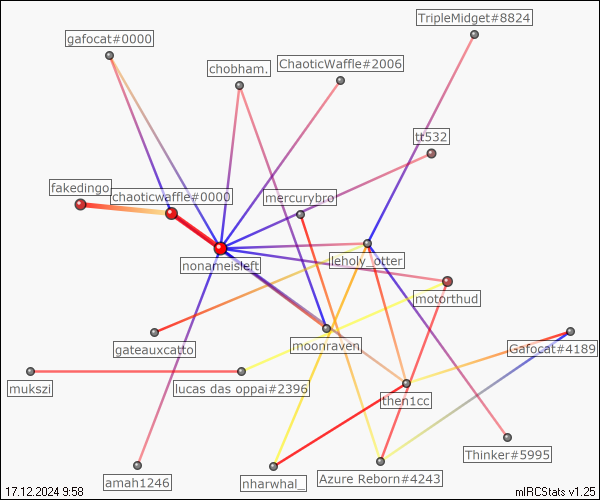 TripleMidget#8824
gafocat#0000
ChaoticWaffle#2006
chobham.
tt532
fakedingo.
chaoticwaffle#0000
mercurybro
leholy_otter
nonameisleft
motorthud
moonraven.
gateauxcatto
Gafocat#4189
mukszi
lucas das oppai#2396
then1cc
Thinker#5995
amah1246
nharwhal_
Azure Reborn#4243
17.12.2024 9:58
mIRCStats v1.25